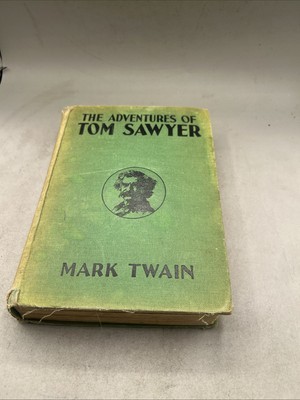 THE ADVENTURES OF
TOM SAWYER
MARK TWAIN